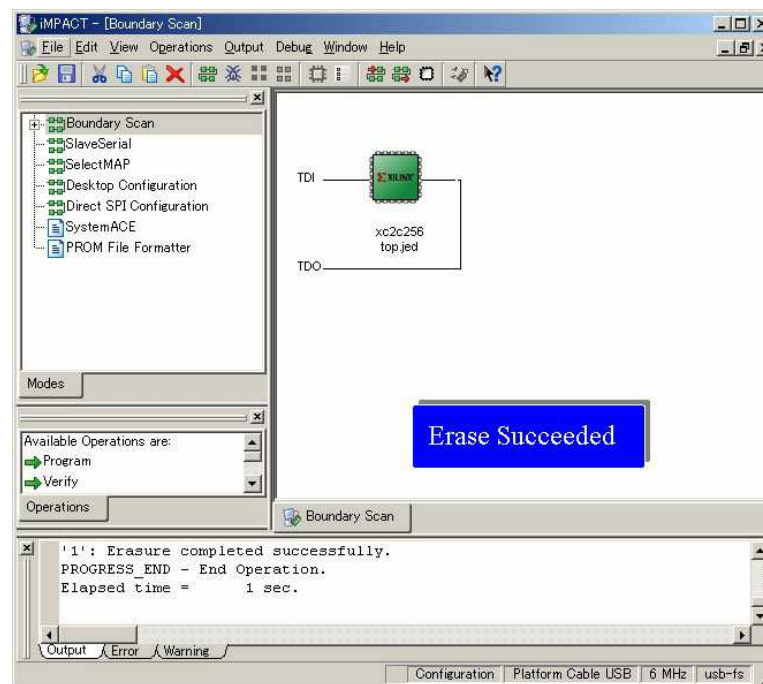 iMPACT - [Boundary Scan]
File Edit View Operations Output Debug Window Help
Boundary Scan
SlaveSerial
SelectMAP
Desktop Configuration
Direct SPI Configuration
SystemACE
PROM File Formatter
Modes
TDI
XILINX
xc2c256
top.jed
TDO
Erase Succeeded
Available Operations are:
Program
Verify
Operations
Boundary Scan
'1': Erasure completed successfully.
PROGRESS_END - End Operation.
Elapsed time = 1 sec.
Output Error Warning
Configuration Platform Cable USB 6 MHz usb-fs